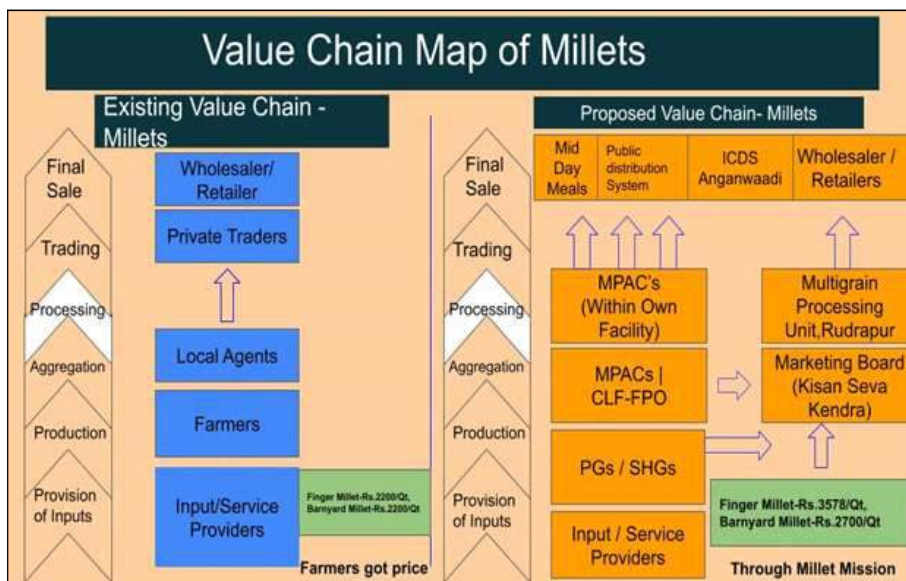 Value Chain Map of Millets
Existing Value Chain -
Millets
Final
Sale
Trading
Processing
Aggregation
Production
Provision
of Inputs
Wholesaler/
Retailer
Private Traders
Local Agents
Farmers
Input/Service
Providers
Finger Millet-Rs.2200/Qt,
Barnyard Millet-Rs.2200/Qt
Farmers got price
Proposed Value Chain- Millets
Final
Sale
Trading
Processing
Aggregation
Production
Provision
of Inputs
Mid
Day
Meals
Public
distribution
System
ICDS
Anganwaadi
Wholesaler /
Retailers
MPAC's
(Within Own
Facility)
Multigrain
Processing
Unit,Rudrapur
MPACs |
CLF-FPO
Marketing Board
(Kisan Seva
Kendra)
PGs / SHGs
Input / Service
Providers
Finger Millet-Rs.3578/Qt,
Barnyard Millet-Rs.2700/Qt
Through Millet Mission